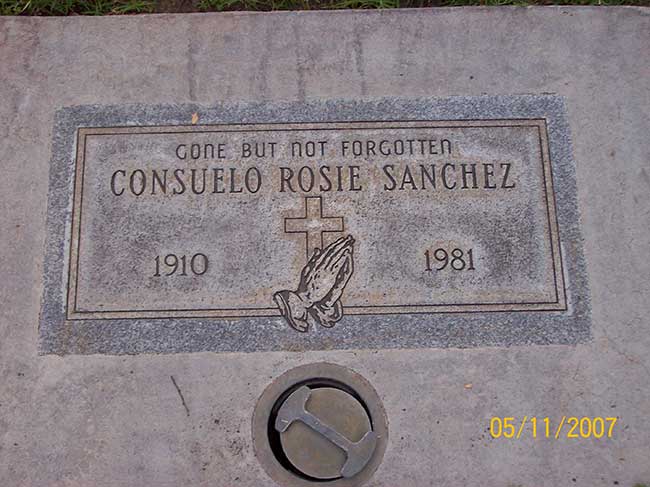 GONE BUT NOT FORGOTTEN
CONSUELO ROSIE SANCHEZ
1910 1981
05/11/2007